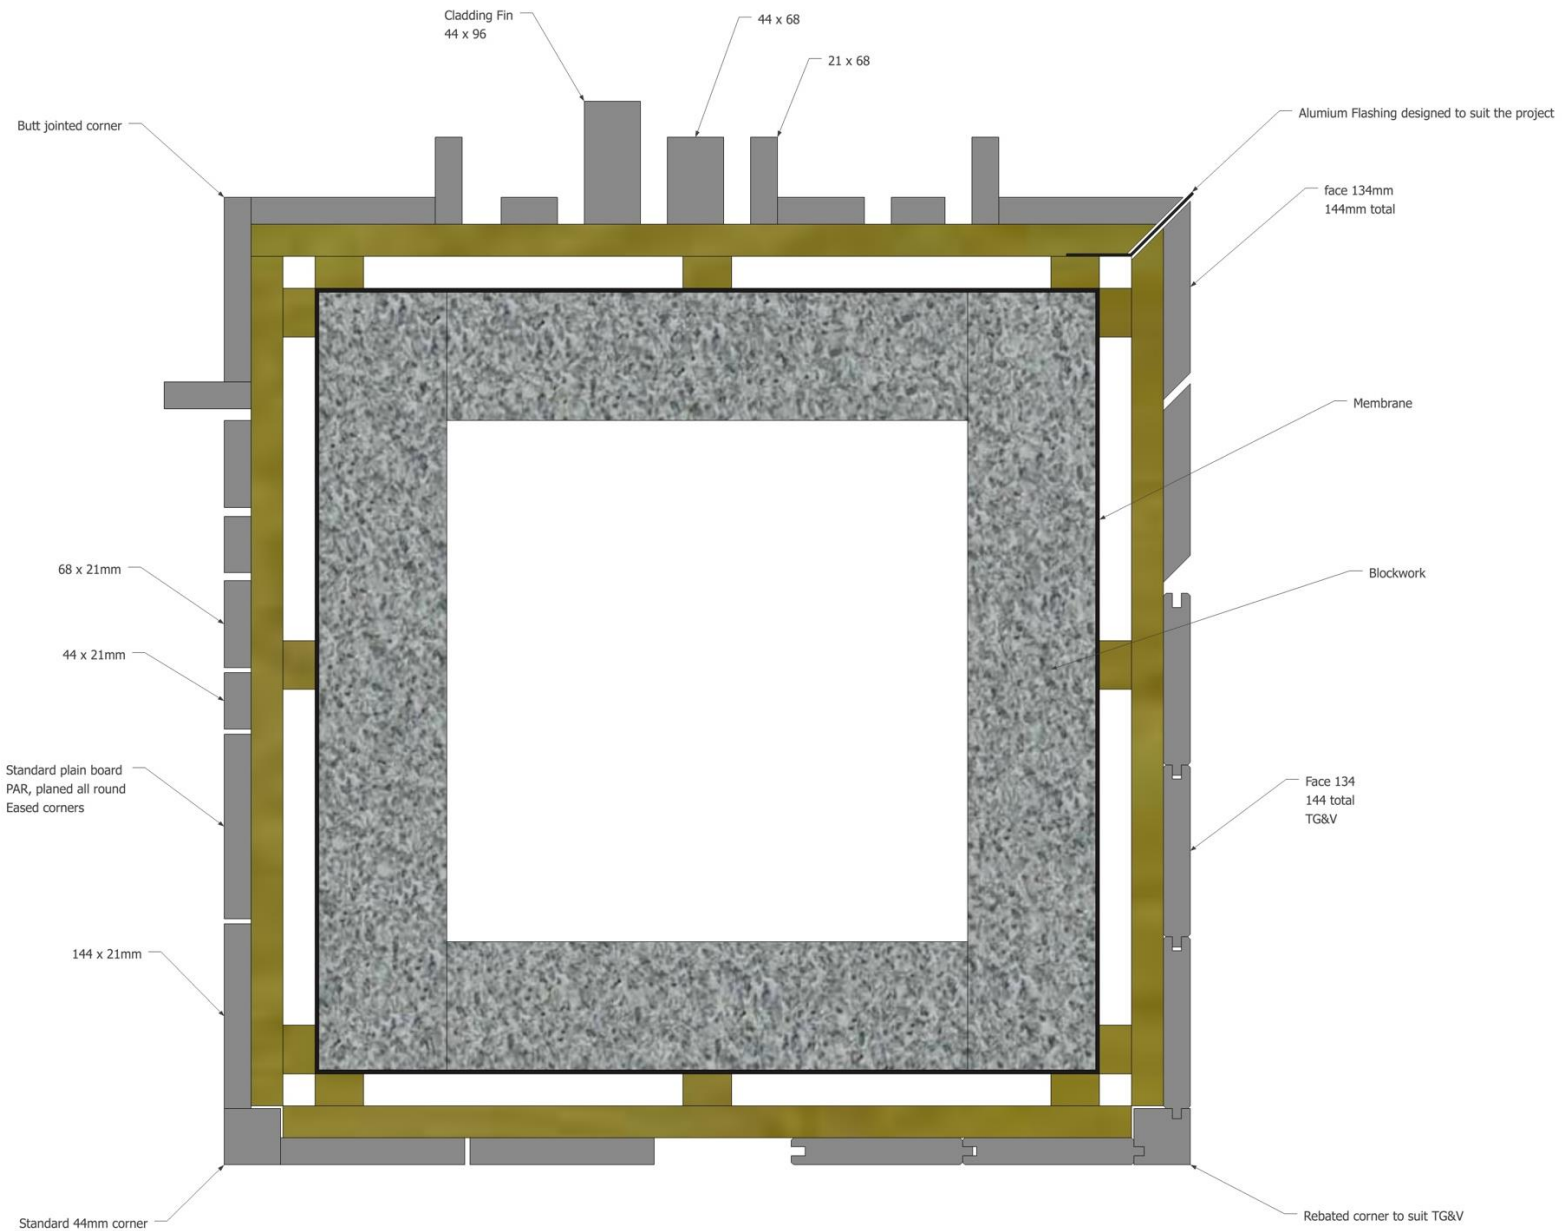 Cladding Fin
44 x 96
44 x 68
21 x 68
Butt jointed corner
Alumium Flashing designed to suit the project
face 134mm
144mm total
Membrane
Blockwork
68 x 21mm
44 x 21mm
Standard plain board
PAR, planed all round
Eased corners
Face 134
144 total
TG&V
144 x 21mm
Standard 44mm corner
Rebated corner to suit TG&V